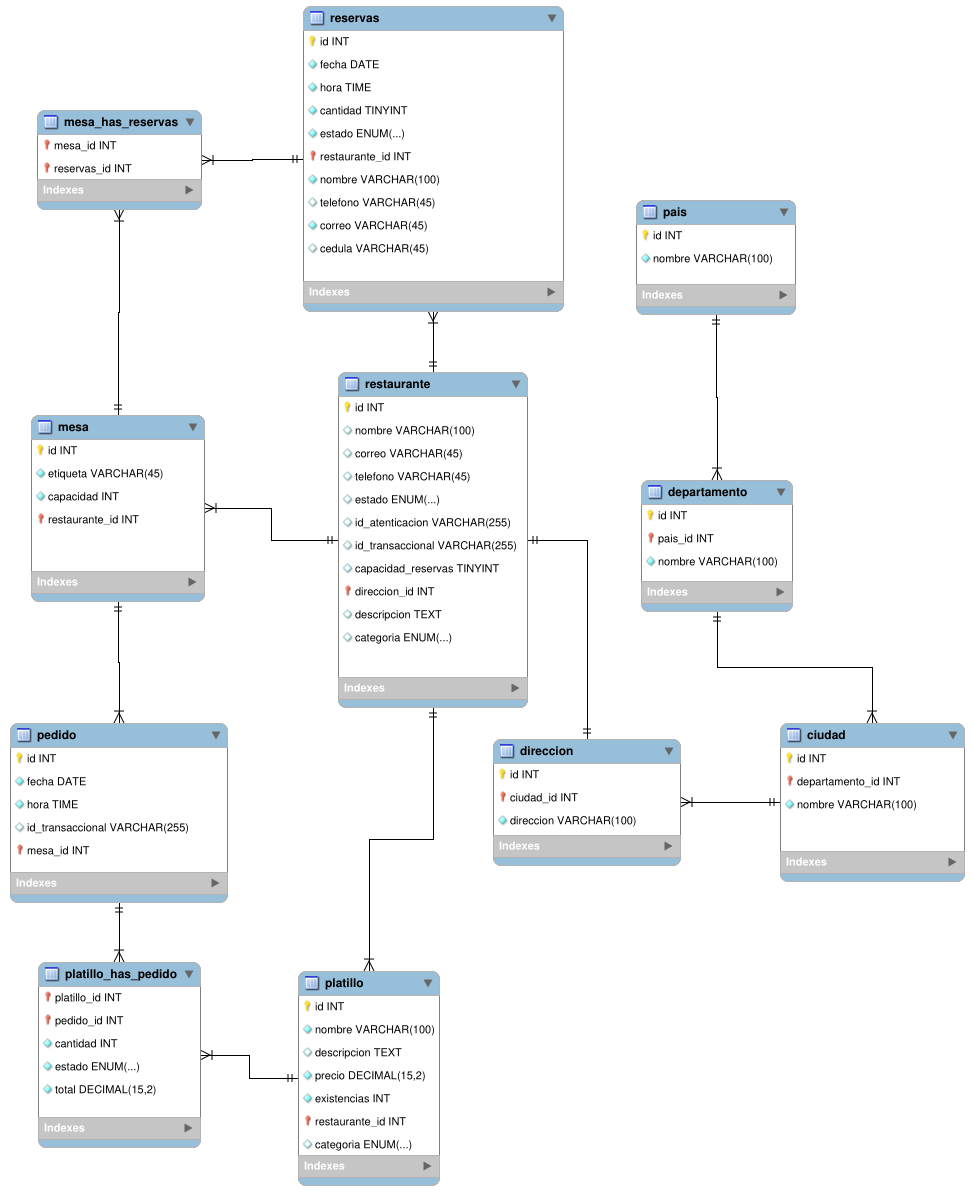 reservas
id INT
fecha DATE
hora TIME
cantidad TINYINT
estado ENUM(...)
restaurante_id INT
nombre VARCHAR(100)
telefono VARCHAR(45)
correo VARCHAR(45)
cedula VARCHAR(45)
Indexes
mesa_has_reservas
mesa_id INT
reservas_id INT
Indexes
pais
id INT
nombre VARCHAR(100)
Indexes
restaurante
id INT
nombre VARCHAR(100)
correo VARCHAR(45)
telefono VARCHAR(45)
estado ENUM(...)
id_atenticacion VARCHAR(255)
id_transaccional VARCHAR(255)
capacidad_reservas TINYINT
direccion_id INT
descripcion TEXT
categoria ENUM(...)
Indexes
mesa
id INT
etiqueta VARCHAR(45)
capacidad INT
restaurante_id INT
Indexes
departamento
id INT
pais_id INT
nombre VARCHAR(100)
Indexes
pedido
id INT
fecha DATE
hora TIME
id_transaccional VARCHAR(255)
mesa_id INT
Indexes
direccion
id INT
ciudad_id INT
direccion VARCHAR(100)
Indexes
ciudad
id INT
departamento_id INT
nombre VARCHAR(100)
Indexes
platillo_has_pedido
platillo_id INT
pedido_id INT
cantidad INT
estado ENUM(...)
total DECIMAL(15,2)
Indexes
platillo
id INT
nombre VARCHAR(100)
descripcion TEXT
precio DECIMAL(15,2)
existencias INT
restaurante_id INT
categoria ENUM(...)
Indexes